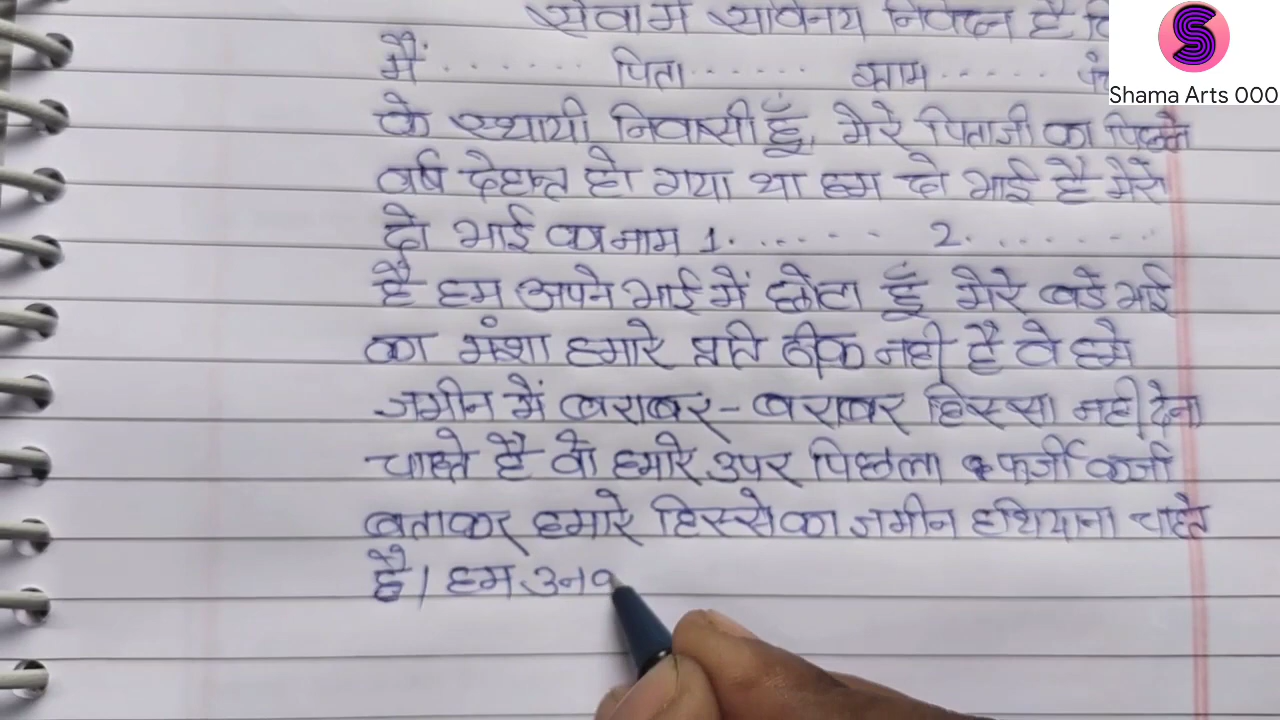 सेवा में सविनय निवेदन है
Shama Arts 000
मैं ....... पिता ...... ग्राम .....
के स्थायी निवासी हूँ, मेरे पिताजी का पिछले
वर्ष देहान्त हो गया था हम दो भाई है मेरे
दो भाई का नाम 1. ...... 2. .......
है हम अपने भाई में छोटा हूँ मेरे बडे भाई
का मंशा हमारे प्रति ठीक नही है वे हमे
जमीन में बराबर - बराबर हिस्सा नही देना
चाहते है वो हमारे उपर पिछला फर्जी कर्जा
बताकर हमारे हिस्से का जमीन हथियाना चाहते
है। हम उन